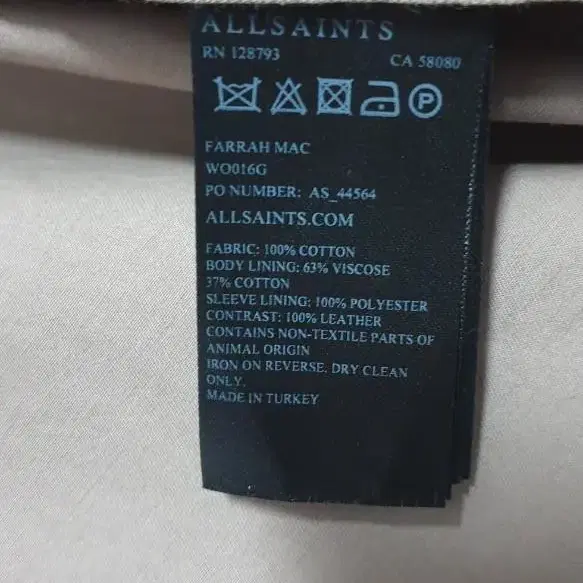 ALLSAINTS
RN 128793 CA 58080
P
FARRAH MAC
WO016G
PO NUMBER: AS_44564
ALLSAINTS.COM
FABRIC: 100% COTTON
BODY LINING: 63% VISCOSE
37% COTTON
SLEEVE LINING: 100% POLYESTER
CONTRAST: 100% LEATHER
CONTAINS NON-TEXTILE PARTS OF
ANIMAL ORIGIN
IRON ON REVERSE. DRY CLEAN
ONLY.
MADE IN TURKEY